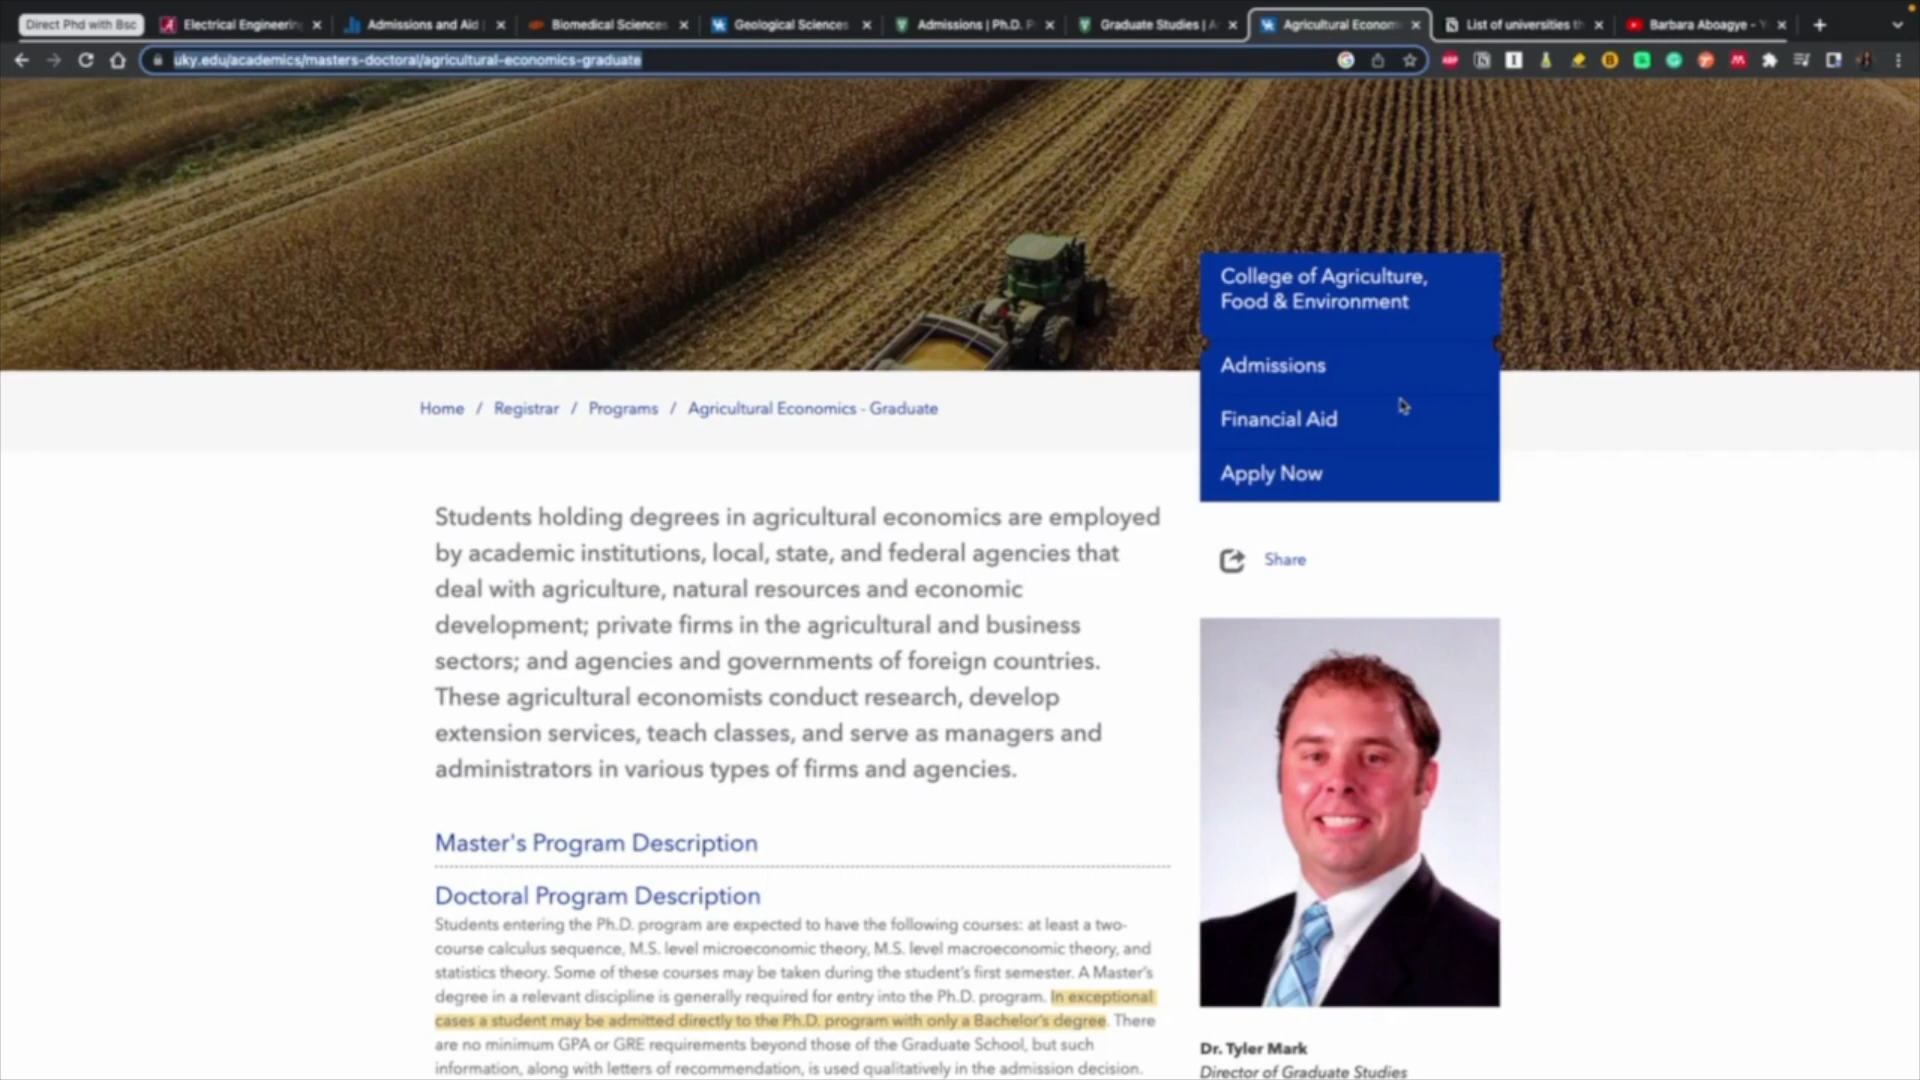 Direct Phd with Bsc
Electrical Engineerin
Admissions and Aid |
Biomedical Sciences
Geological Sciences
Admissions | Ph.D. P
Graduate Studies | A
Agricultural Econom
List of universities th
Barbara Aboagye - Y
uky.edu/academics/masters-doctoral/agricultural-economics-graduate
College of Agriculture,
Food & Environment
Admissions
Financial Aid
Apply Now
Home / Registrar / Programs / Agricultural Economics - Graduate
Students holding degrees in agricultural economics are employed
by academic institutions, local, state, and federal agencies that
deal with agriculture, natural resources and economic
development; private firms in the agricultural and business
sectors; and agencies and governments of foreign countries.
These agricultural economists conduct research, develop
extension services, teach classes, and serve as managers and
administrators in various types of firms and agencies.
Share
Master's Program Description
Doctoral Program Description
Students entering the Ph.D. program are expected to have the following courses: at least a two-
course calculus sequence, M.S. level microeconomic theory, M.S. level macroeconomic theory, and
statistics theory. Some of these courses may be taken during the student's first semester. A Master's
degree in a relevant discipline is generally required for entry into the Ph.D. program. In exceptional
cases a student may be admitted directly to the Ph.D. program with only a Bachelor's degree. There
are no minimum GPA or GRE requirements beyond those of the Graduate School, but such
information, along with letters of recommendation, is used qualitatively in the admission decision.
Dr. Tyler Mark
Director of Graduate Studies